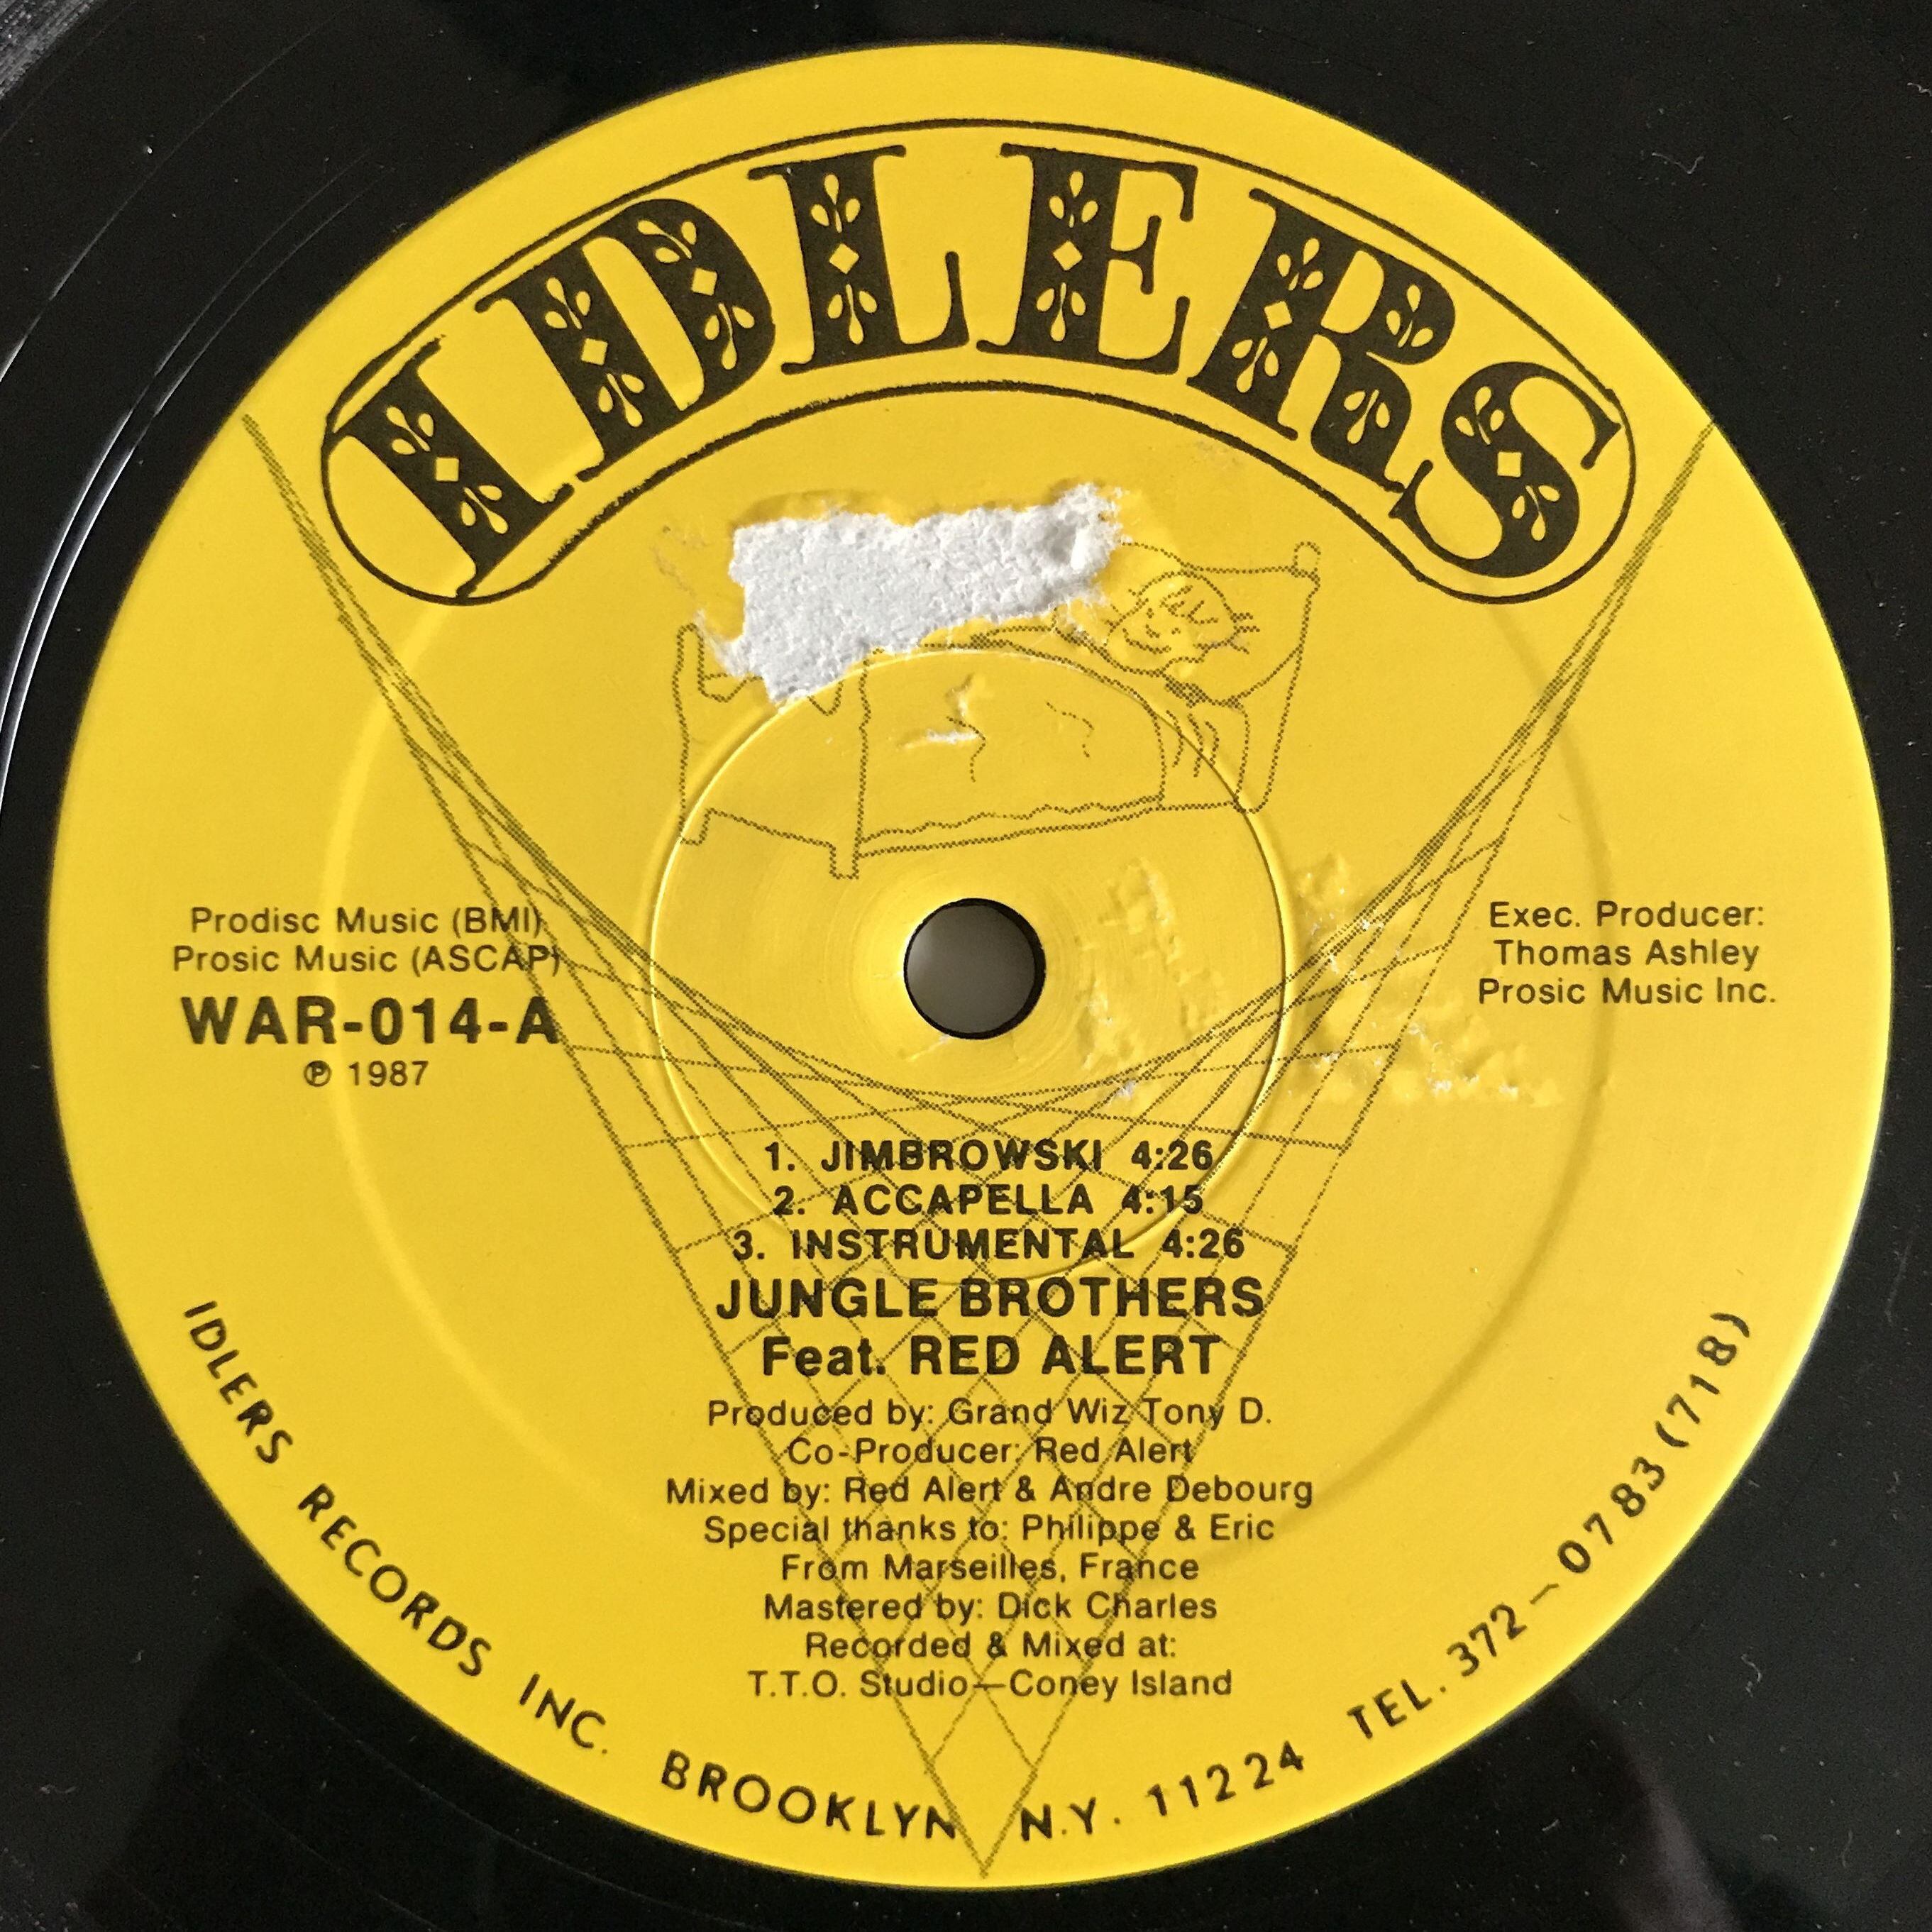 IDLERS
Prodisc Music (BMI)
Prosic Music (ASCAP)
WAR-014-A
℗ 1987
Exec. Producer:
Thomas Ashley
Prosic Music Inc.
1. JIMBROWSKI 4:26
2. ACCAPELLA 4:15
3. INSTRUMENTAL 4:26
JUNGLE BROTHERS
Feat. RED ALERT
Produced by: Grand Wiz Tony D.
Co-Producer: Red Alert
Mixed by: Red Alert & Andre Debourg
Special thanks to: Philippe & Eric
From Marseilles, France
Mastered by: Dick Charles
Recorded & Mixed at:
T.T.O. Studio—Coney Island
IDLERS RECORDS INC. BROOKLYN N.Y. 11224 TEL. 372-0783 (718)